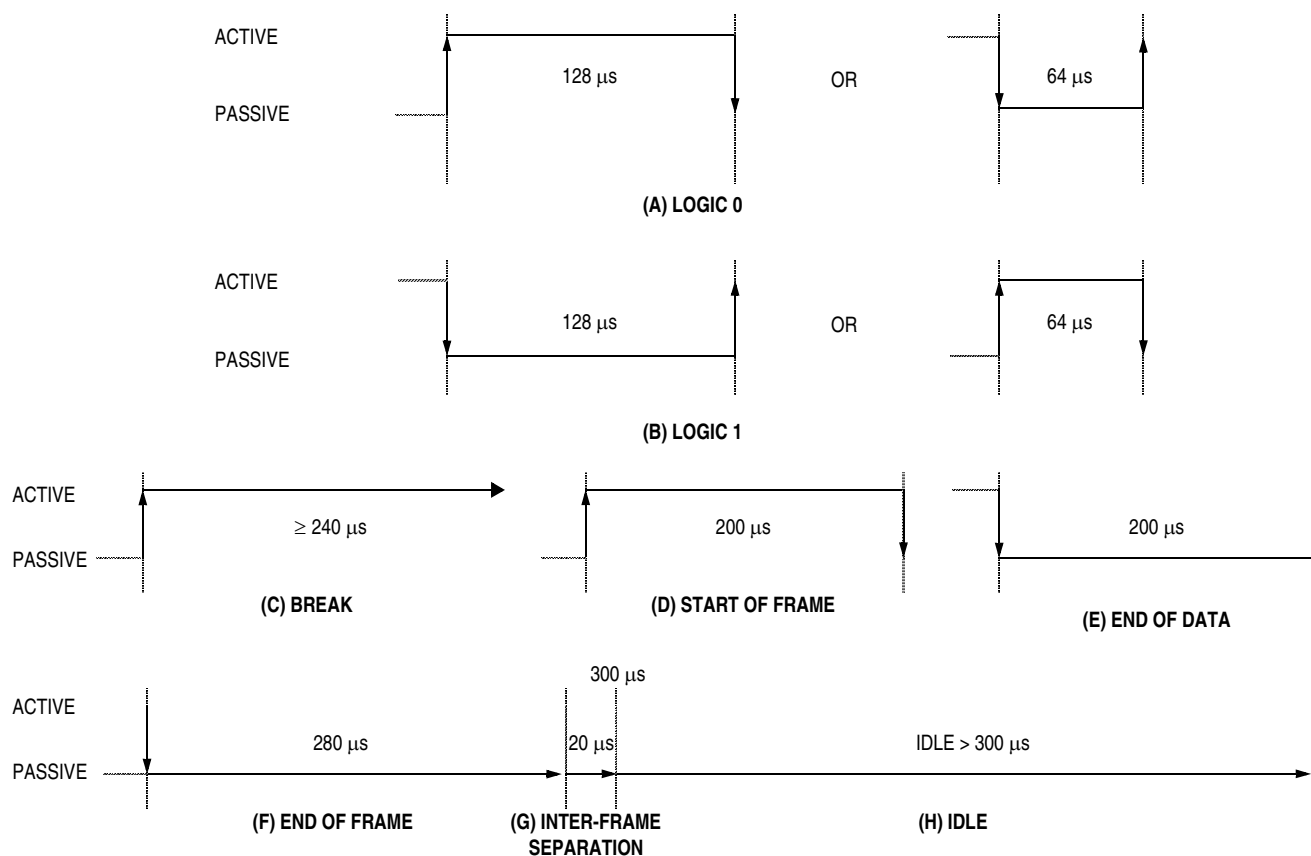 ACTIVE
128 μs
OR
64 μs
PASSIVE
(A) LOGIC 0
ACTIVE
128 μs
OR
64 μs
PASSIVE
(B) LOGIC 1
ACTIVE
≥ 240 μs
200 μs
200 μs
PASSIVE
(C) BREAK
(D) START OF FRAME
(E) END OF DATA
300 μs
ACTIVE
280 μs
20 μs
IDLE > 300 μs
PASSIVE
(F) END OF FRAME
(G) INTER-FRAME
SEPARATION
(H) IDLE